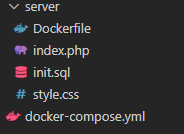 server
Dockerfile
index.php
init.sql
# style.css
docker-compose.yml